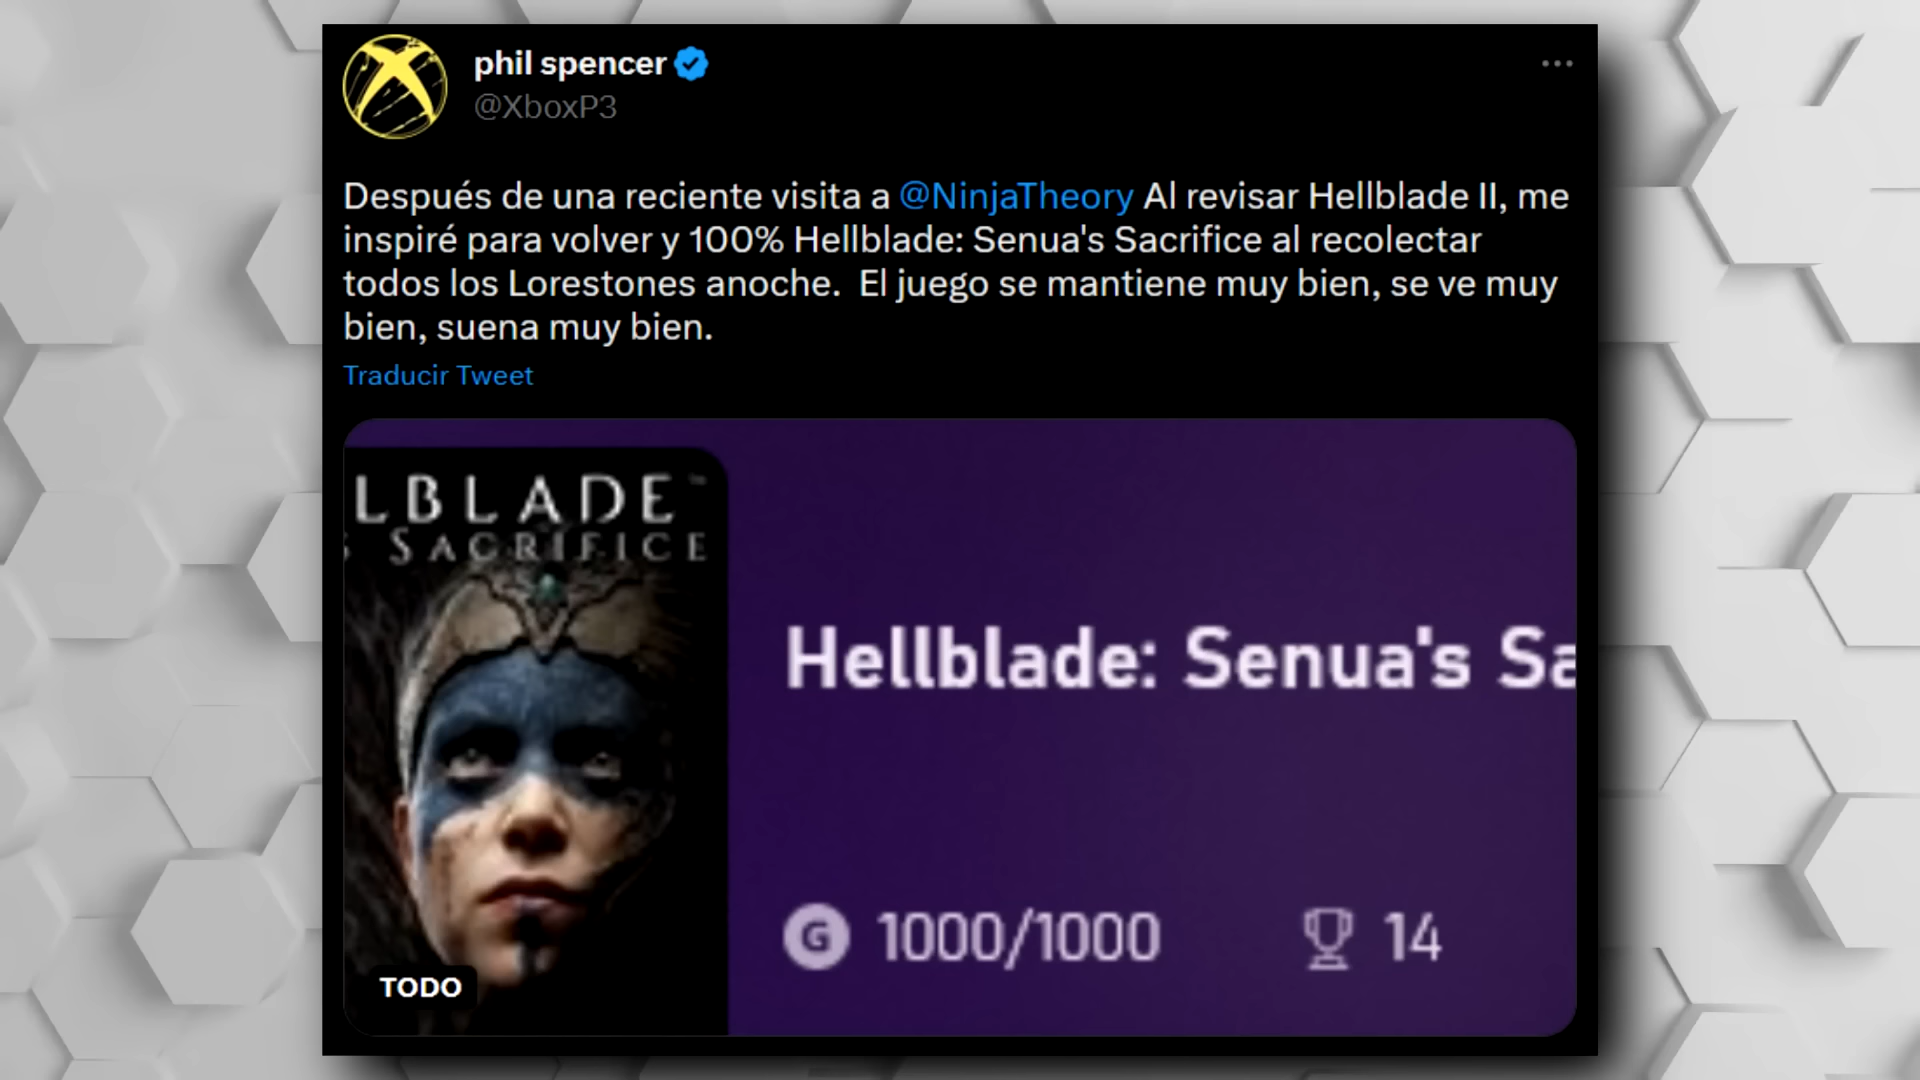 phil spencer
@XboxP3
Después de una reciente visita a @NinjaTheory Al revisar Hellblade II, me
inspiré para volver y 100% Hellblade: Senua's Sacrifice al recolectar
todos los Lorestones anoche.  El juego se mantiene muy bien, se ve muy
bien, suena muy bien.
Traducir Tweet
LBLADE™
S SACRIFICE
Hellblade: Senua's Sa
G 1000/1000
14
TODO